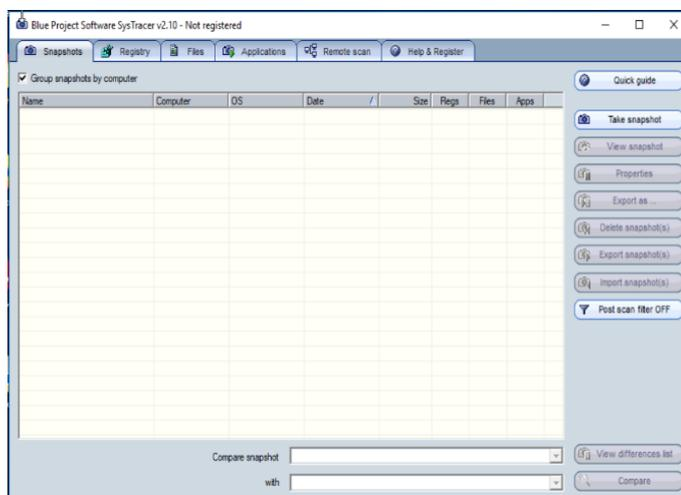 Blue Project Software SysTracer v2.10 - Not registered
Snapshots Registry Files Applications Remote scan Help & Register
Group snapshots by computer
Quick guide
Name Computer OS Date / Size Regs Files Apps
Take snapshot
View snapshot
Properties
Export as ...
Delete snapshot(s)
Export snapshot(s)
Import snapshot(s)
Post scan filter OFF
Compare snapshot
View differences list
with
Compare